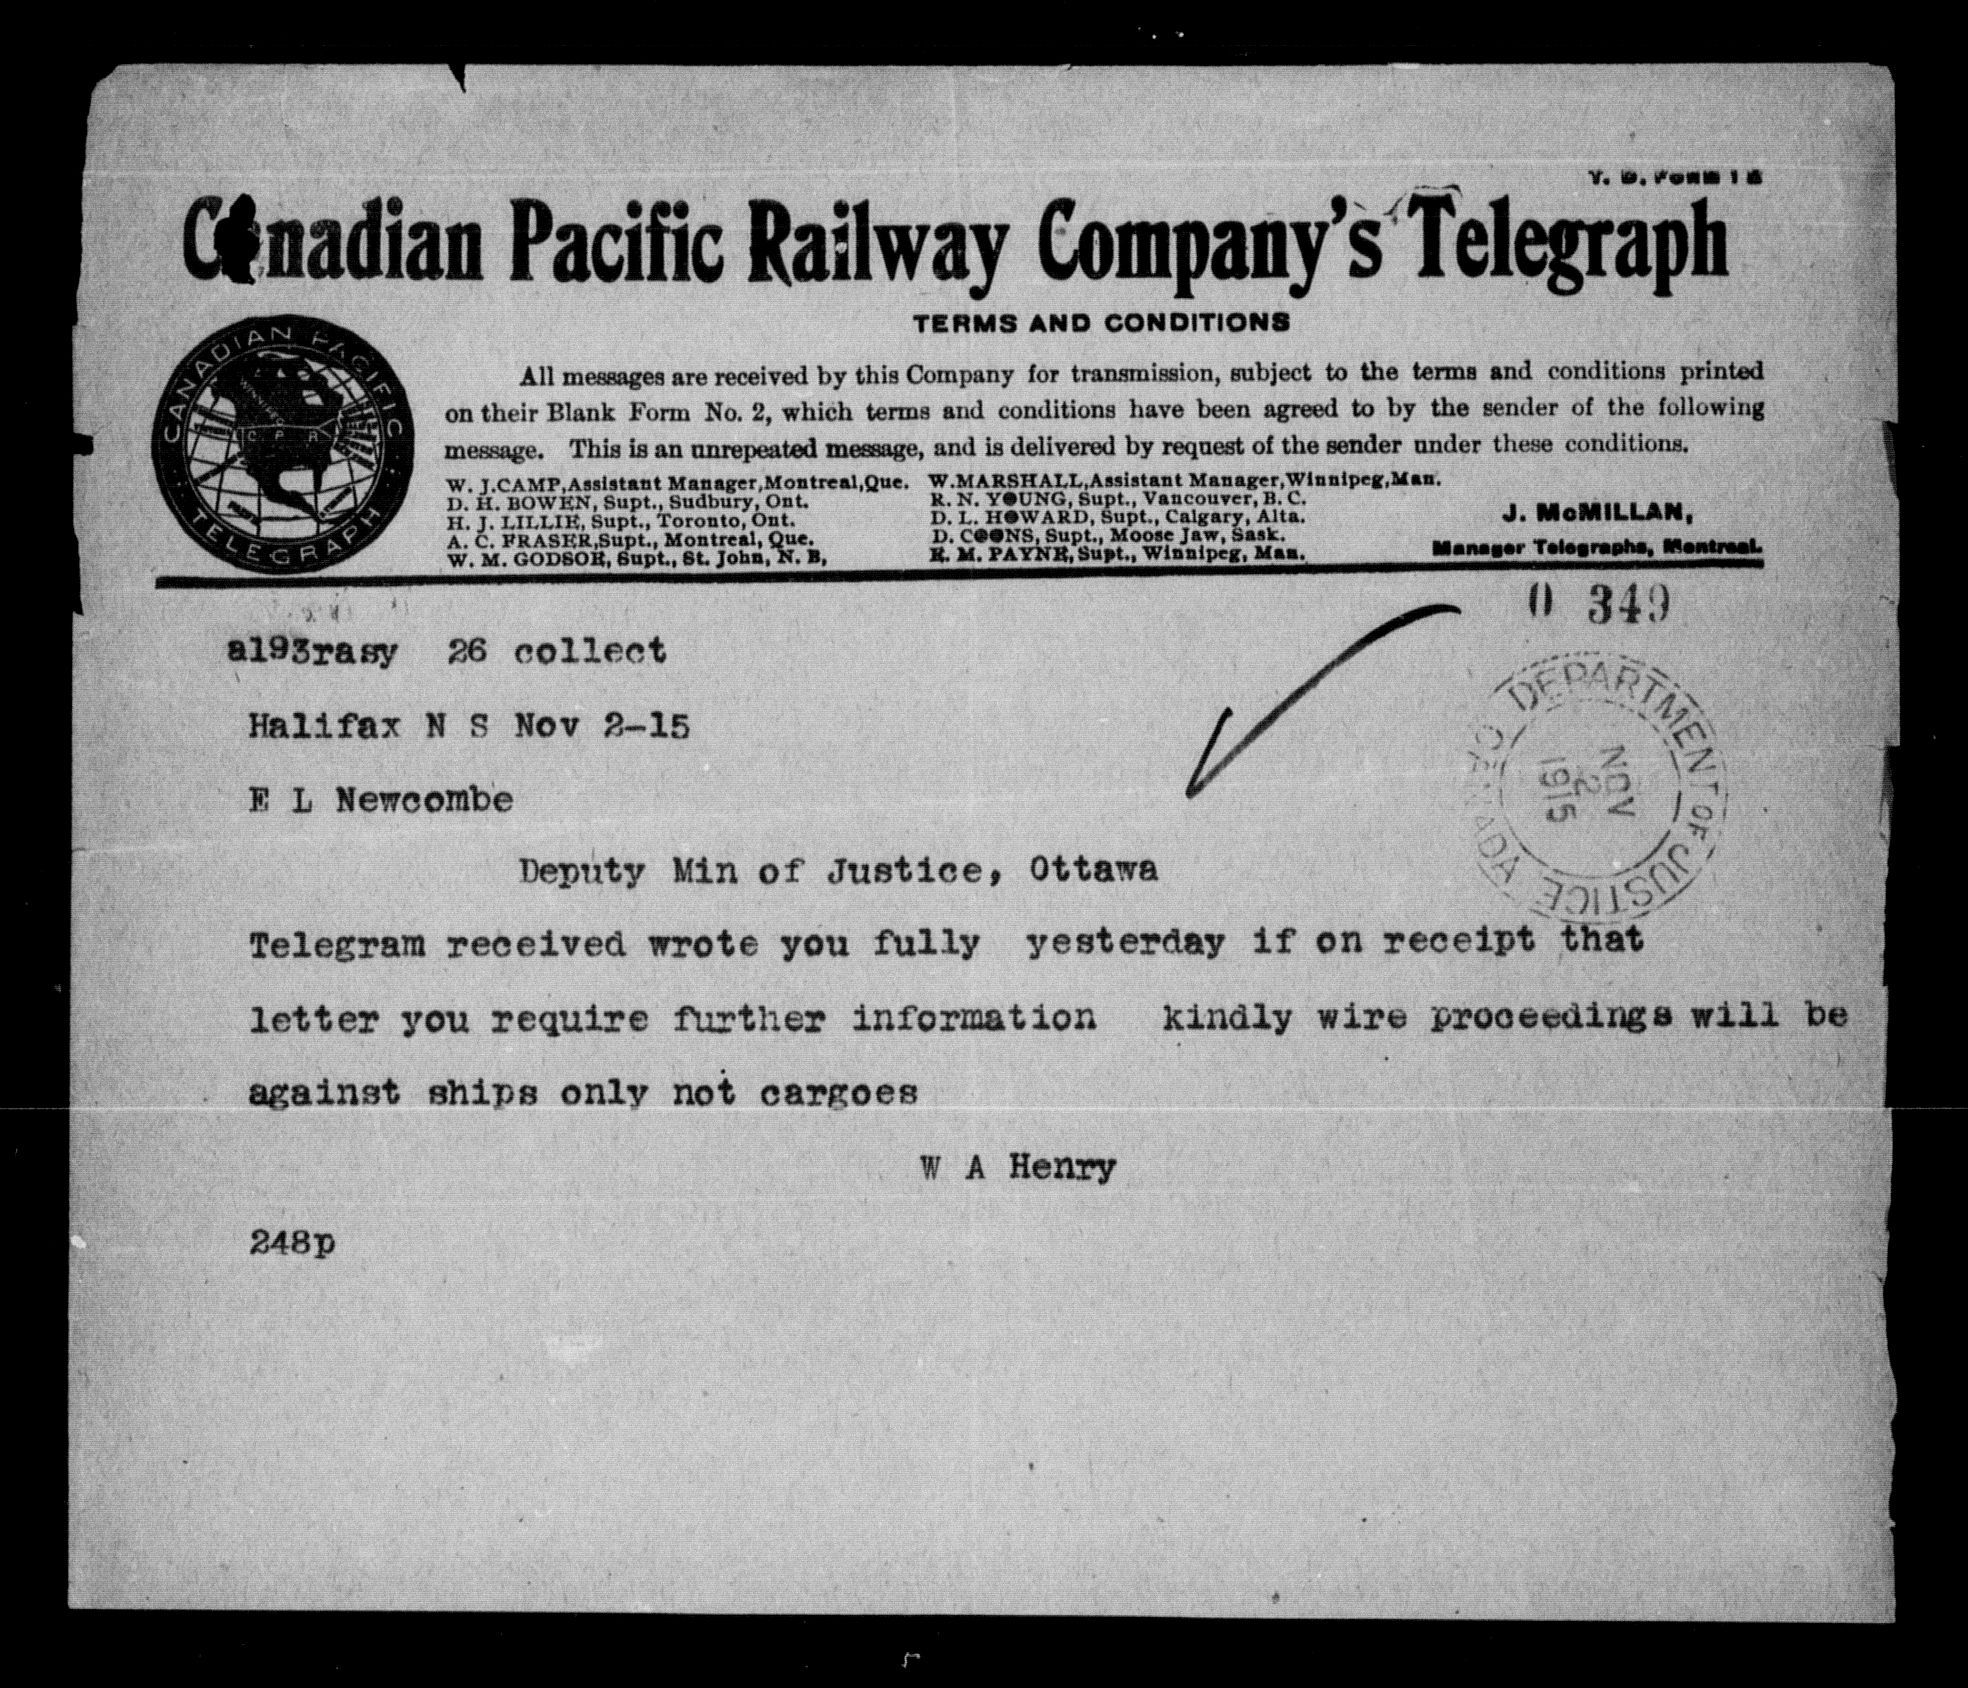 T. D. FORM 1 B
Canadian Pacific Railway Company's Telegraph
TERMS AND CONDITIONS
CANADIAN PACIFIC
TELEGRAPH
C P R
All messages are received by this Company for transmission, subject to the terms and conditions printed
on their Blank Form No. 2, which terms and conditions have been agreed to by the sender of the following
message. This is an unrepeated message, and is delivered by request of the sender under these conditions.
W. J. CAMP, Assistant Manager, Montreal, Que. W. MARSHALL, Assistant Manager, Winnipeg, Man.
D. H. BOWEN, Supt., Sudbury, Ont. R. N. YOUNG, Supt., Vancouver, B. C.
H. J. LILLIE, Supt., Toronto, Ont. D. L. HOWARD, Supt., Calgary, Alta.
A. C. FRASER, Supt., Montreal, Que. D. COONS, Supt., Moose Jaw, Sask.
W. M. GODSOE, Supt., St. John, N. B, E. M. PAYNE, Supt., Winnipeg, Man.
J. McMILLAN,
Manager Telegraphs, Montreal.
0 349
a193rasy 26 collect
Halifax N S Nov 2-15
DEPARTMENT OF JUSTICE CANADA
NOV
2
1915
E L Newcombe
Deputy Min of Justice, Ottawa
Telegram received wrote you fully yesterday if on receipt that
letter you require further information kindly wire proceedings will be
against ships only not cargoes
W A Henry
248p